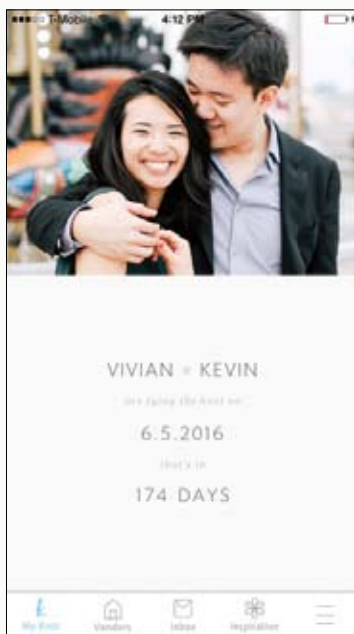 T-Mobile 4:12 PM
VIVIAN + KEVIN
are tying the knot on
6.5.2016
that's in
174 DAYS
My Knot Vendors Inbox Inspiration